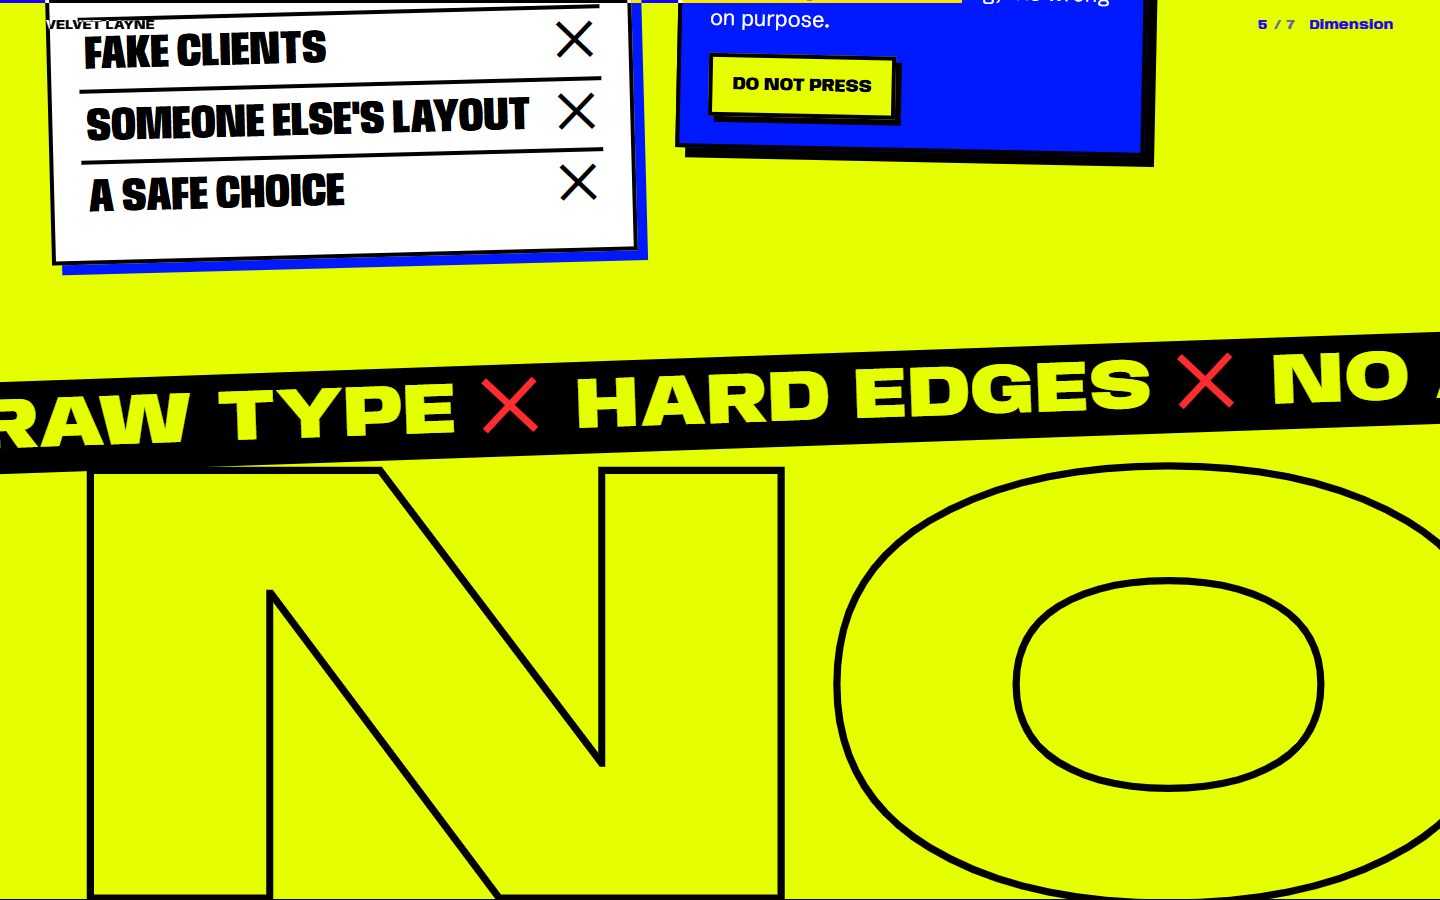 VELVET LAYNE
5 / 7 Dimension
FAKE CLIENTS
SOMEONE ELSE'S LAYOUT
A SAFE CHOICE
on purpose.
DO NOT PRESS
RAW TYPE HARD EDGES NO
NO